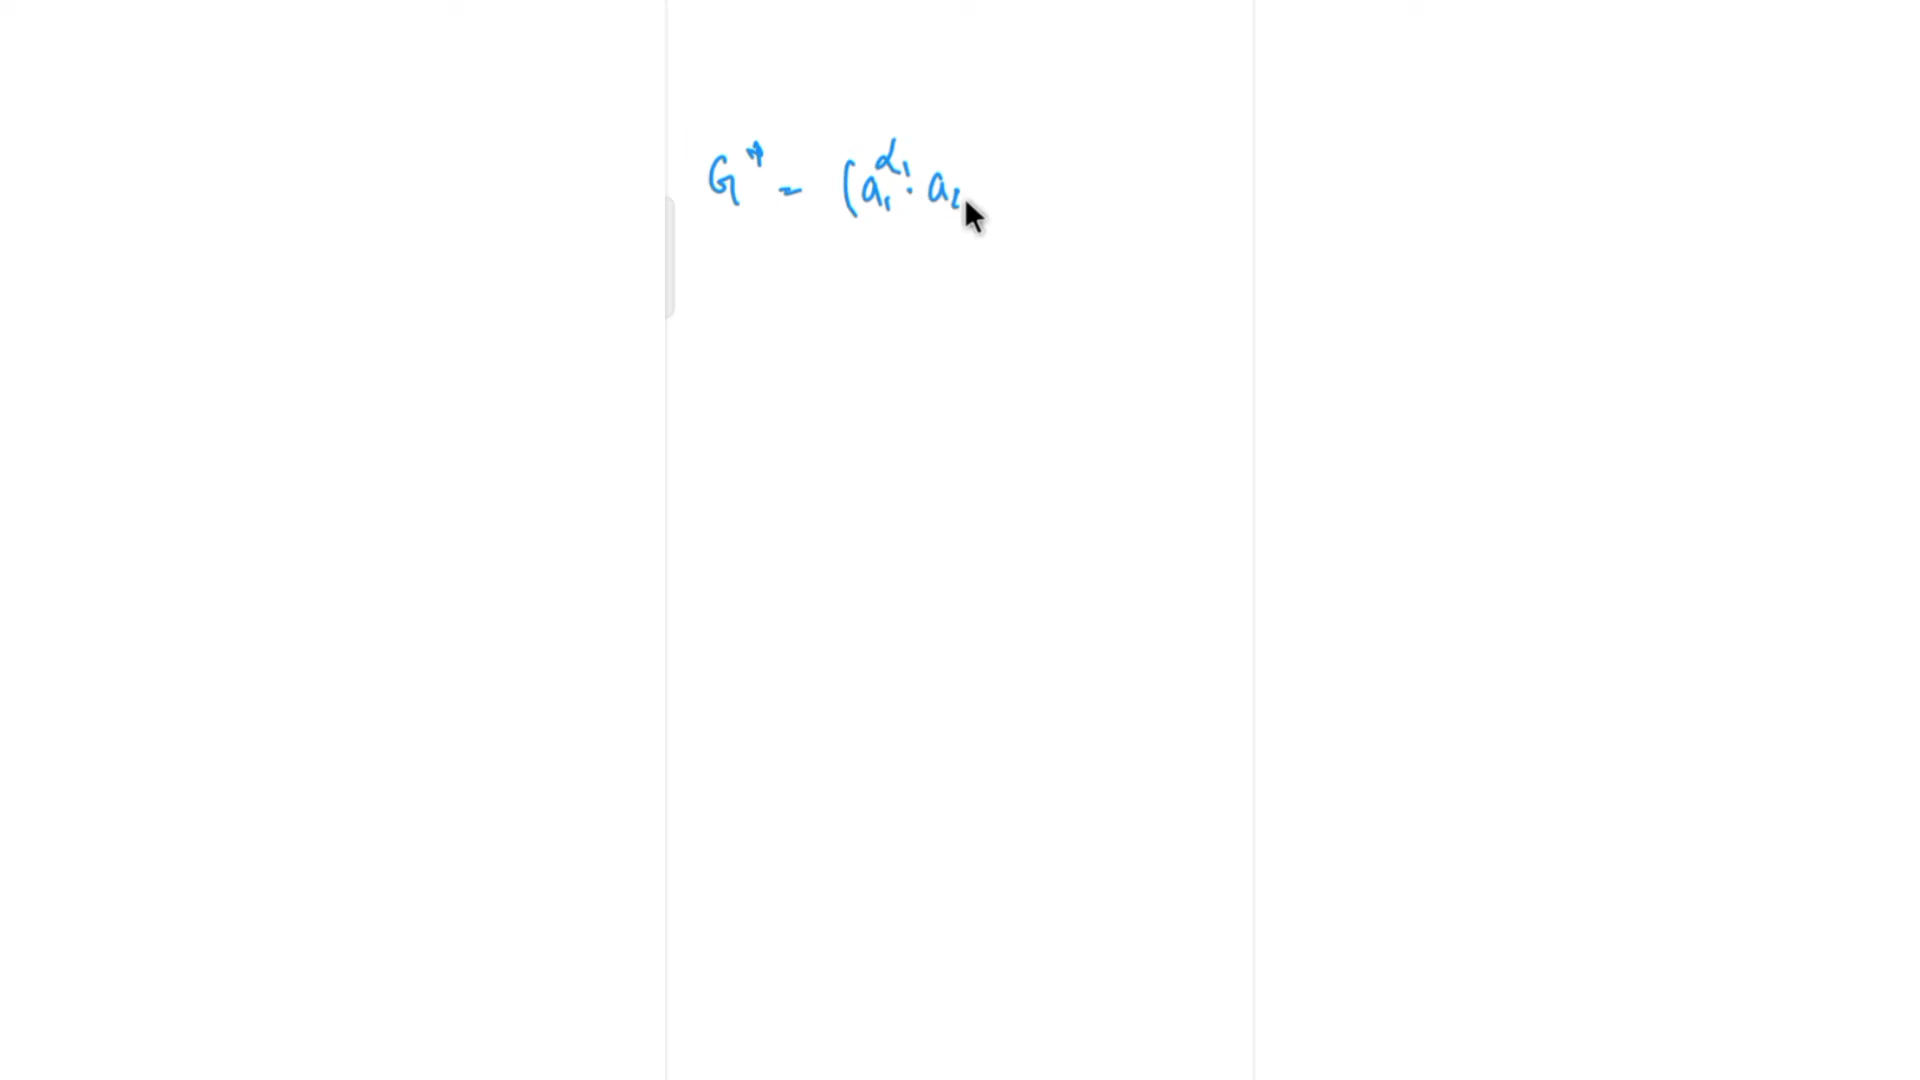 G* = (a₁^α₁ · a₂